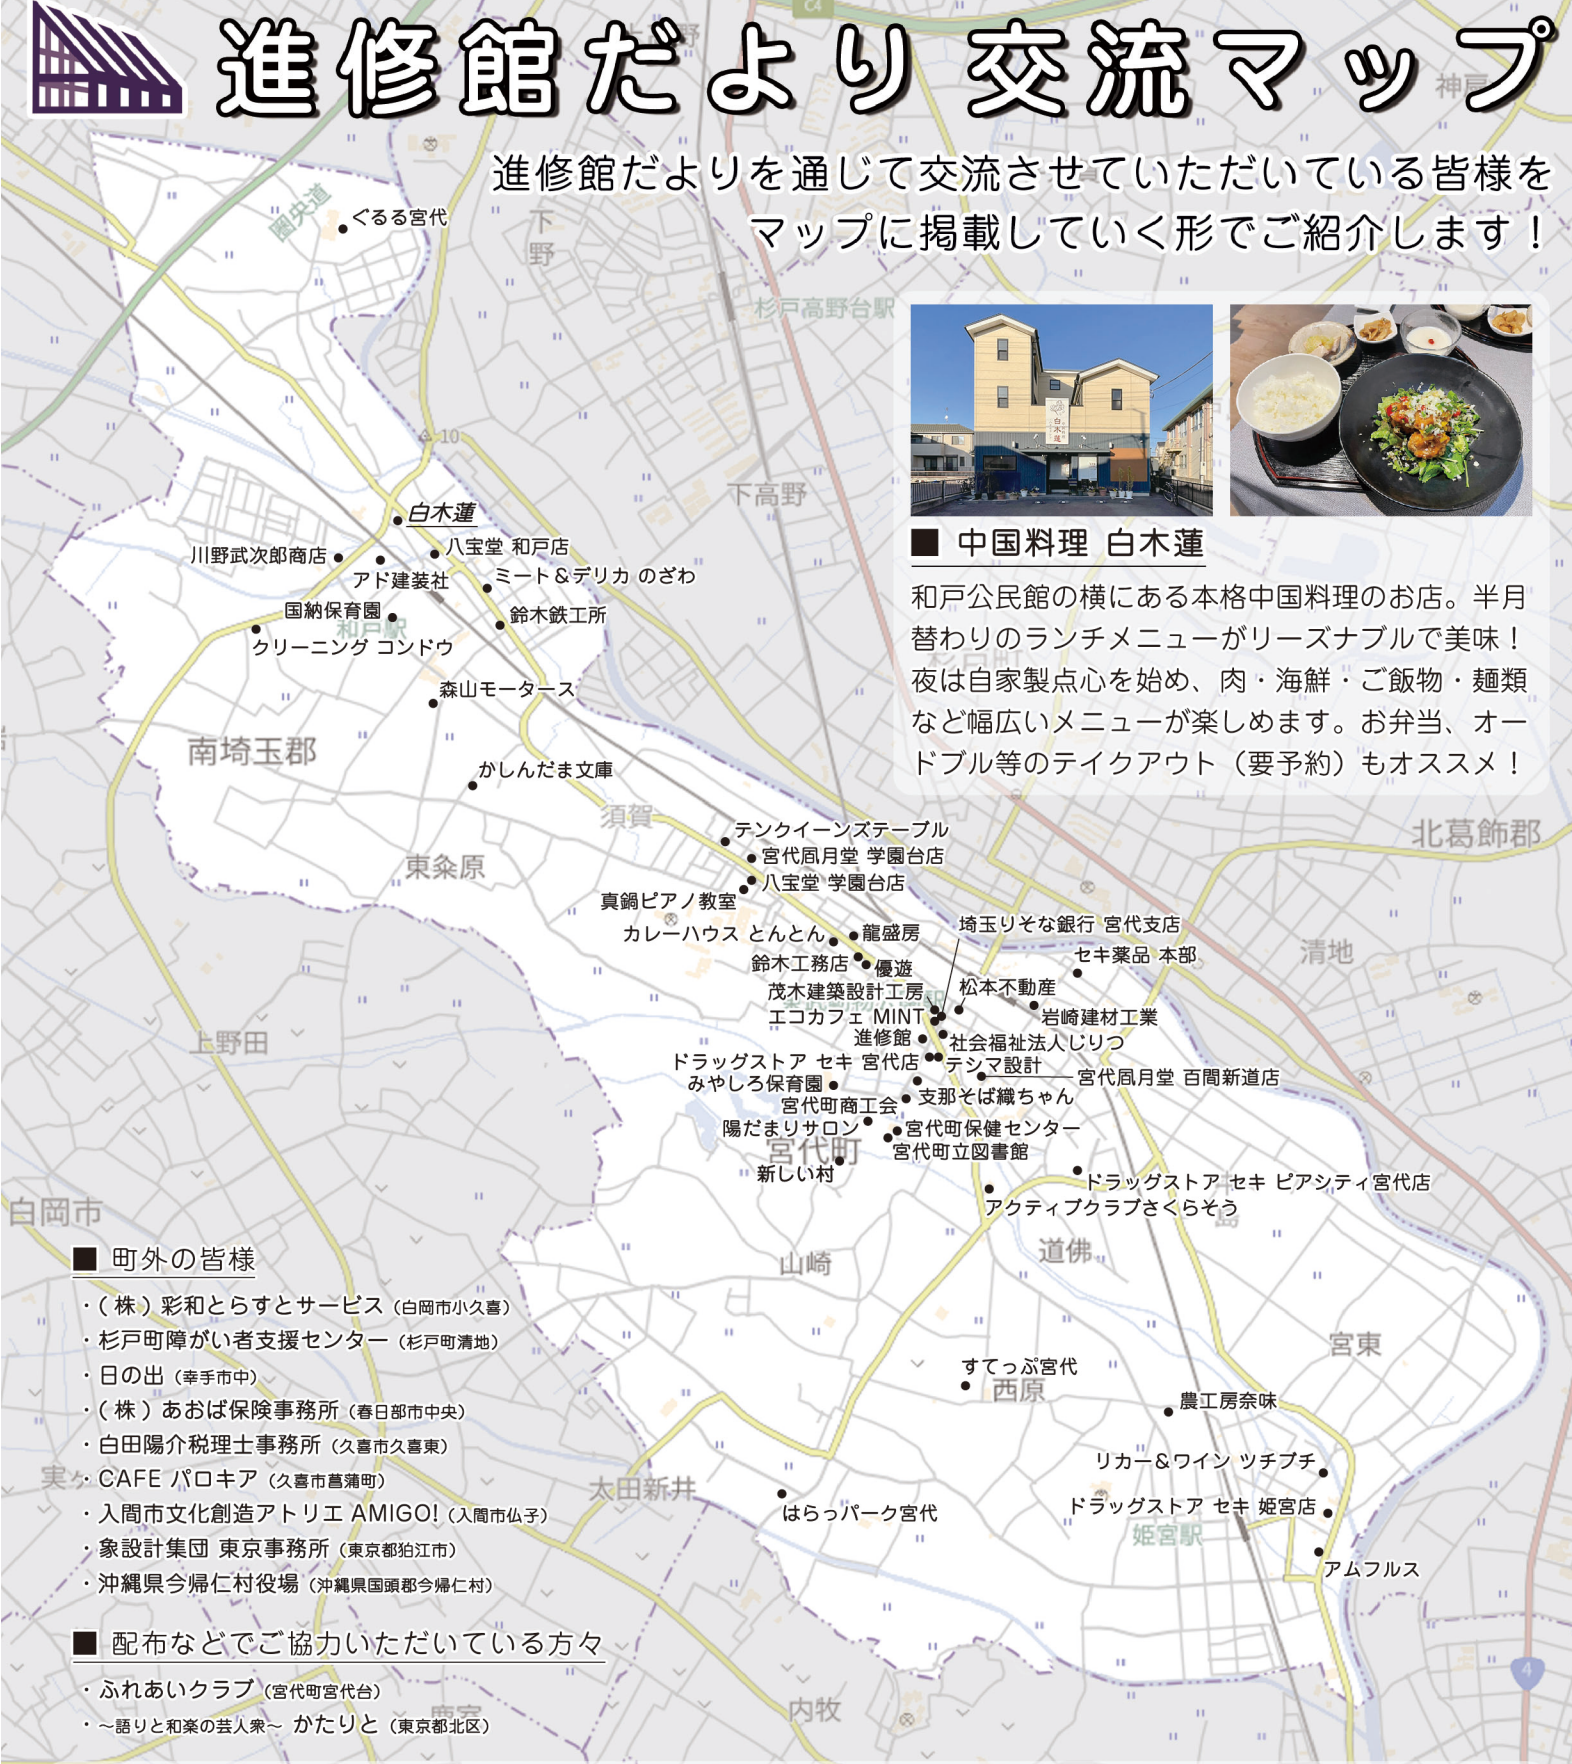 進修館だより 交流マップ
進修館だよりを通じて交流させていただいている皆様を
マップに掲載していく形でご紹介します！
C4
神戸
圏央道
ぐるる宮代
下野
杉戸高野台駅
10
下高野
白木蓮
川野武次郎商店
八宝堂 和戸店
アド建装社
ミート＆デリカ のざわ
国納保育園
鈴木鉄工所
和戸駅
クリーニング コンドウ
森山モータース
南埼玉郡
かしんだま文庫
須賀
東粂原
白木蓮
■ 中国料理 白木蓮
和戸公民館の横にある本格中国料理のお店。半月
替わりのランチメニューがリーズナブルで美味！
夜は自家製点心を始め、肉・海鮮・ご飯物・麺類
など幅広いメニューが楽しめます。お弁当、オー
ドブル等のテイクアウト（要予約）もオススメ！
杉戸町
北葛飾郡
テンクイーンズテーブル
宮代凮月堂 学園台店
八宝堂 学園台店
真鍋ピアノ教室
カレーハウス とんとん
龍盛房
埼玉りそな銀行 宮代支店
清地
鈴木工務店
優遊
セキ薬品 本部
茂木建築設計工房
松本不動産
エコカフェ MINT
岩崎建材工業
進修館
社会福祉法人じりつ
上野田
ドラッグストア セキ 宮代店
テシマ設計
みやしろ保育園
宮代凮月堂 百間新道店
宮代町商工会
支那そば織ちゃん
陽だまりサロン
宮代町保健センター
宮代町
宮代町立図書館
新しい村
ドラッグストア セキ ピアシティ宮代店
アクティブクラブさくらそう
白岡市
道佛
山崎
宮東
すてっぷ宮代
西原
農工房奈味
リカー＆ワイン ツチブチ
太田新井
はらっパーク宮代
ドラッグストア セキ 姫宮店
姫宮駅
アムフルス
4
内牧
■ 町外の皆様
・( 株 ) 彩和とらすとサービス（白岡市小久喜）
・杉戸町障がい者支援センター（杉戸町清地）
・日の出（幸手市中）
・( 株 ) あおば保険事務所（春日部市中央）
・白田陽介税理士事務所（久喜市久喜東）
・CAFE パロキア（久喜市菖蒲町）
・入間市文化創造アトリエ AMIGO!（入間市仏子）
・象設計集団 東京事務所（東京都狛江市）
・沖縄県今帰仁村役場（沖縄県国頭郡今帰仁村）
■ 配布などでご協力いただいている方々
・ふれあいクラブ（宮代町宮代台）
・～語りと和楽の芸人衆～ かたりと（東京都北区）